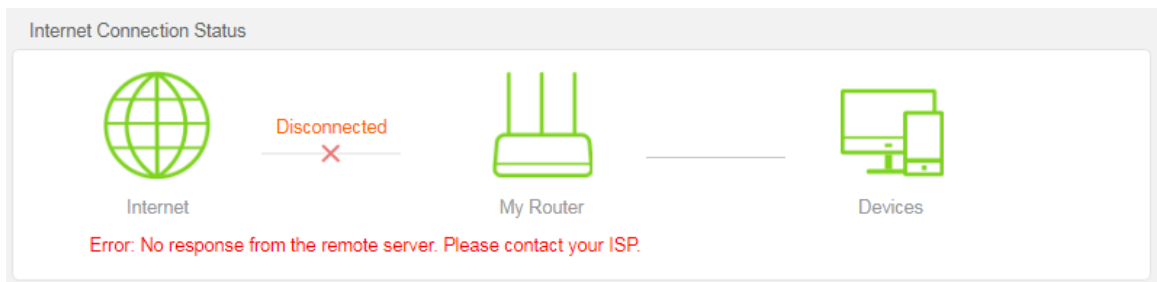 Internet Connection Status
Disconnected
Internet
My Router
Devices
Error: No response from the remote server. Please contact your ISP.